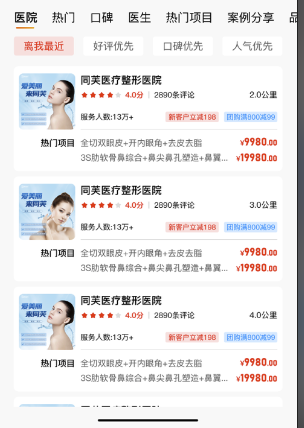 医院 热门 口碑 医生 热门项目 案例分享
离我最近 好评优先 口碑优先 人气优先
爱美丽
来同芙
同芙医疗整形医院
4.0分 2890条评论 2.0公里
服务人数:13万+ 新客户立减198 团购满800减99
热门项目 全切双眼皮+开内眼角+去皮去脂 ¥9980.00
3S肋软骨鼻综合+鼻尖鼻孔塑造+鼻翼... ¥19980.00
爱美丽
来同芙
同芙医疗整形医院
4.0分 2890条评论 3.0公里
服务人数:13万+ 新客户立减198 团购满800减99
热门项目 全切双眼皮+开内眼角+去皮去脂 ¥9980.00
3S肋软骨鼻综合+鼻尖鼻孔塑造+鼻翼... ¥19980.00
爱美丽
来同芙
同芙医疗整形医院
4.0分 2890条评论 4.0公里
服务人数:13万+ 新客户立减198 团购满800减99
热门项目 全切双眼皮+开内眼角+去皮去脂 ¥9980.00
3S肋软骨鼻综合+鼻尖鼻孔塑造+鼻翼... ¥19980.00